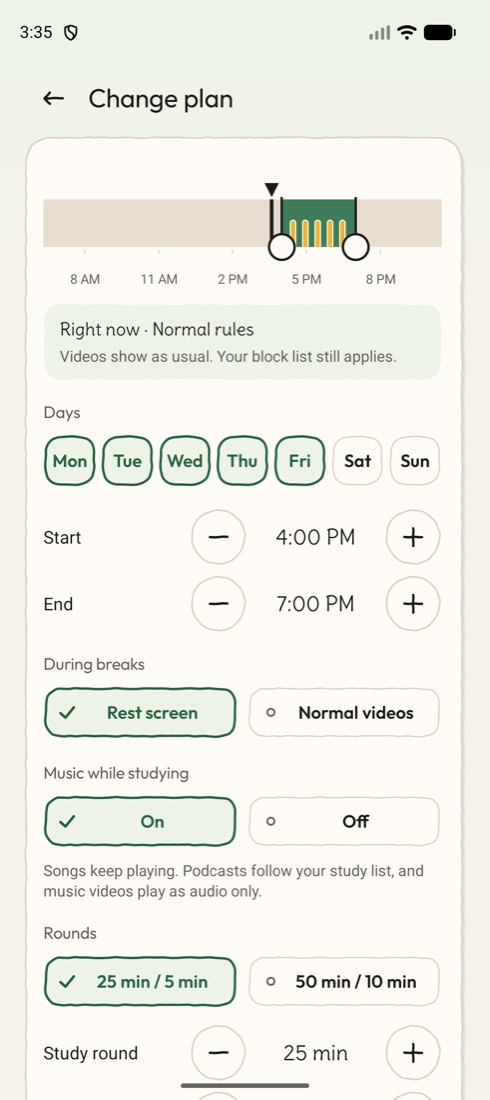 3:35
Change plan
8 AM 11 AM 2 PM 5 PM 8 PM
Right now · Normal rules
Videos show as usual. Your block list still applies.
Days
Mon Tue Wed Thu Fri Sat Sun
Start 4:00 PM
End 7:00 PM
During breaks
Rest screen Normal videos
Music while studying
On Off
Songs keep playing. Podcasts follow your study list, and
music videos play as audio only.
Rounds
25 min / 5 min 50 min / 10 min
Study round 25 min